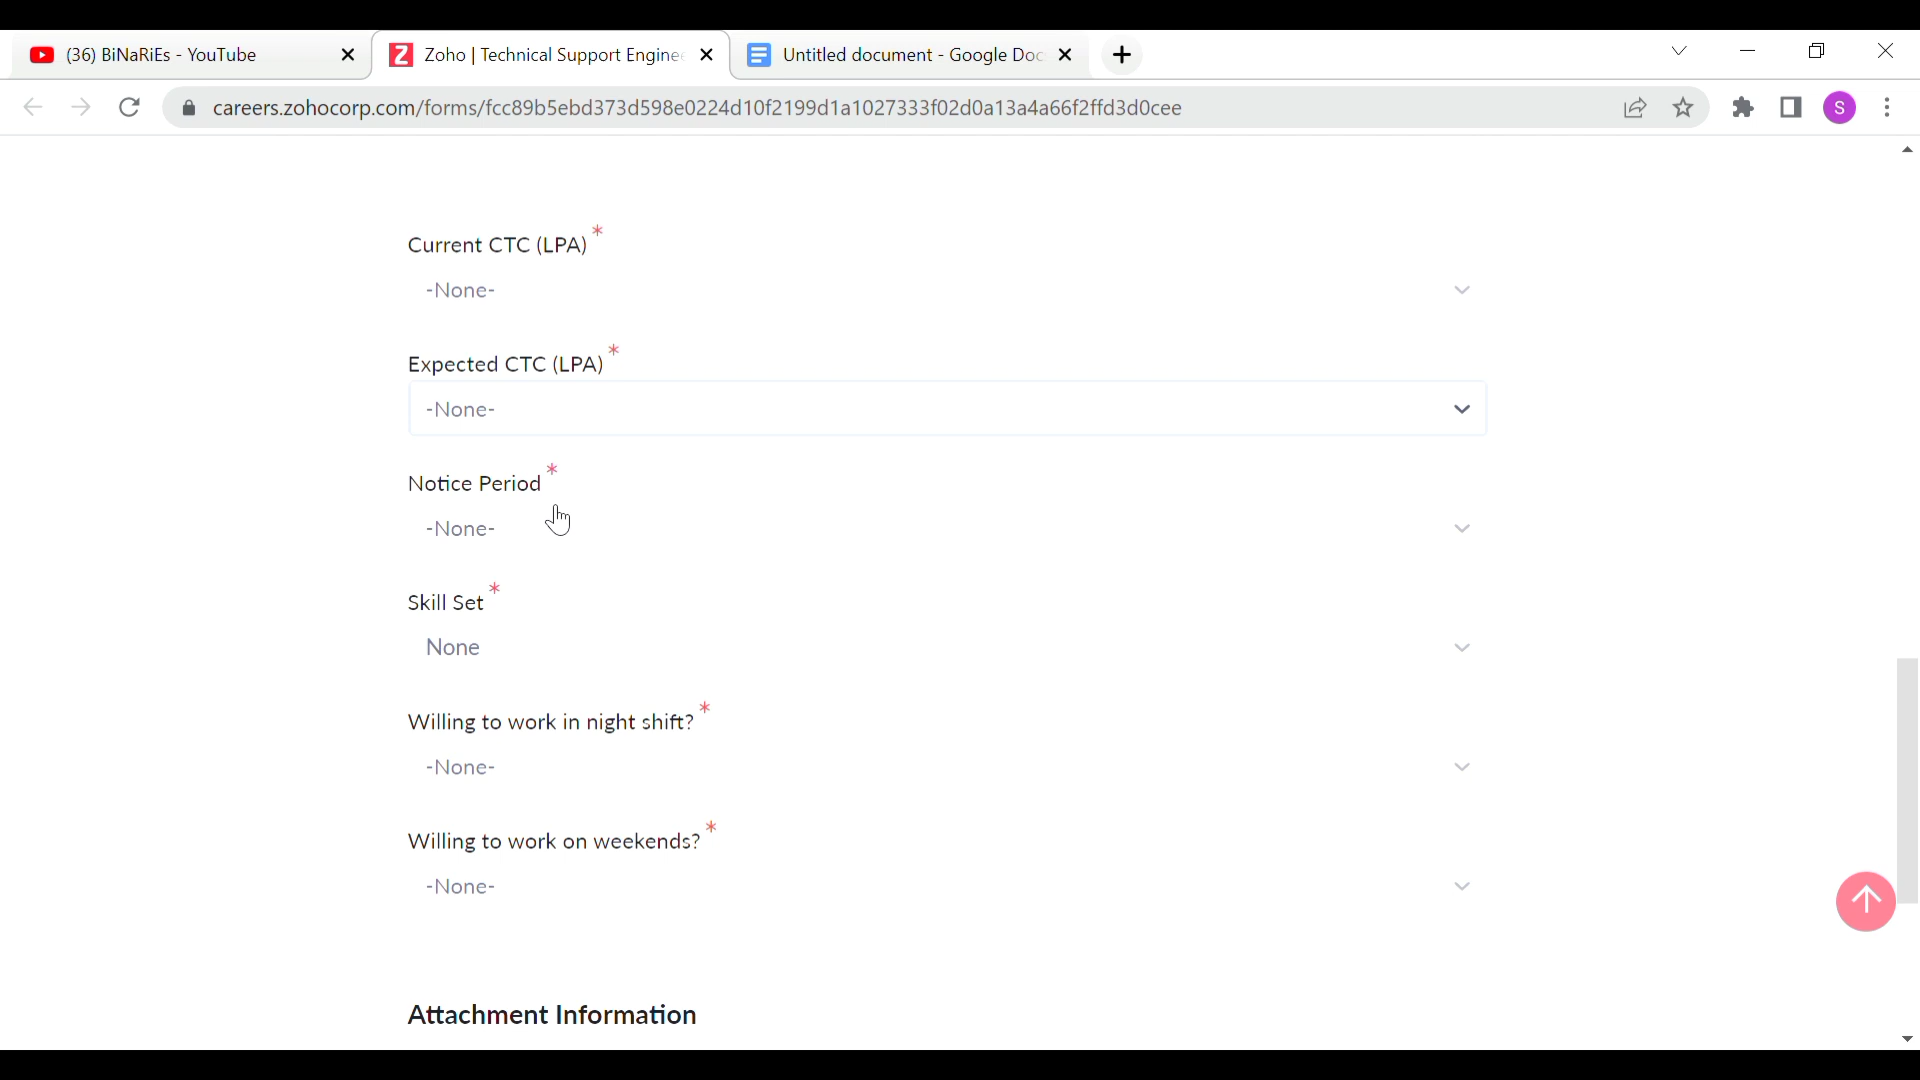 (36) BiNaRiEs - YouTube
Zoho | Technical Support Engine
Untitled document - Google Doc
careers.zohocorp.com/forms/fcc89b5ebd373d598e0224d10f2199d1a1027333f02d0a13a4a66f2ffd3d0cee
S
Current CTC (LPA) *
-None-
Expected CTC (LPA) *
-None-
Notice Period *
-None-
Skill Set *
None
Willing to work in night shift? *
-None-
Willing to work on weekends? *
-None-
Attachment Information